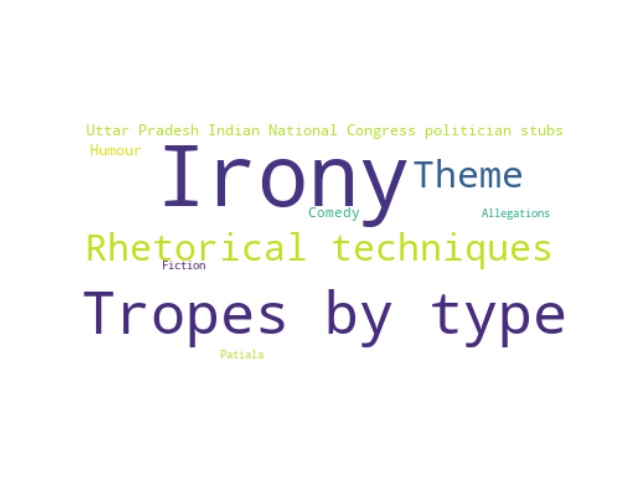 Uttar Pradesh Indian National Congress politician stubs
Humour
Irony
Theme
Comedy
Allegations
Rhetorical techniques
Fiction
Tropes by type
Patiala